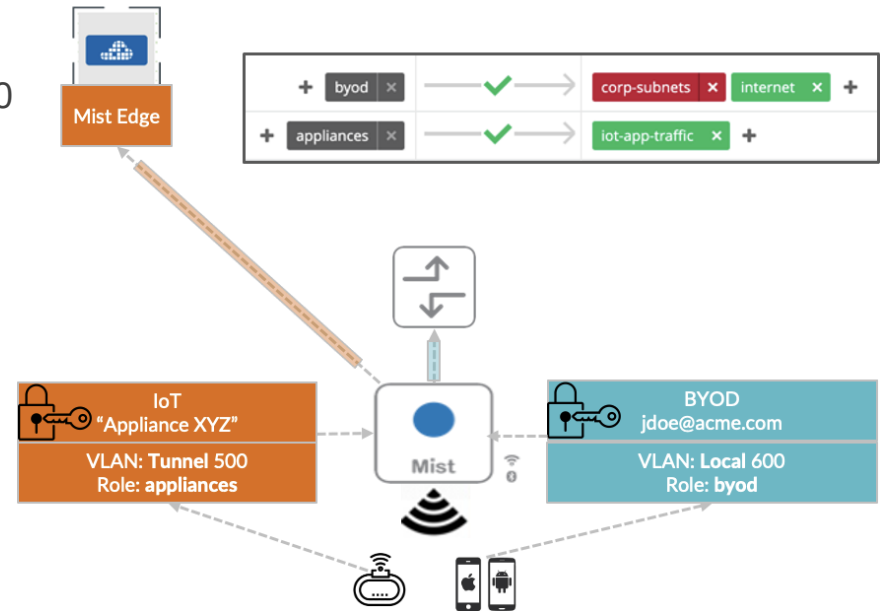 0
Mist Edge
+ byod × corp-subnets × internet × +
+ appliances × iot-app-traffic × +
IoT
"Appliance XYZ"
VLAN: Tunnel 500
Role: appliances
Mist
BYOD
jdoe@acme.com
VLAN: Local 600
Role: byod